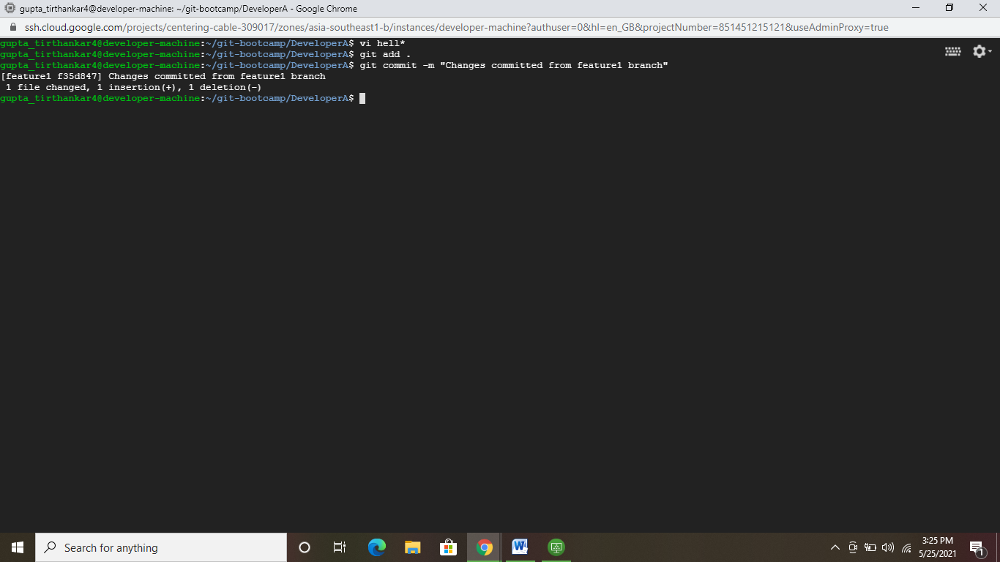 gupta_tirthankar4@developer-machine: ~/git-bootcamp/DeveloperA - Google Chrome
ssh.cloud.google.com/projects/centering-cable-309017/zones/asia-southeast1-b/instances/developer-machine?authuser=0&hl=en_GB&projectNumber=851451215121&useAdminProxy=true
gupta_tirthankar4@developer-machine:~/git-bootcamp/DeveloperA$ vi hell*
gupta_tirthankar4@developer-machine:~/git-bootcamp/DeveloperA$ git add .
gupta_tirthankar4@developer-machine:~/git-bootcamp/DeveloperA$ git commit -m "Changes committed from feature1 branch"
[feature1 f35d847] Changes committed from feature1 branch
 1 file changed, 1 insertion(+), 1 deletion(-)
gupta_tirthankar4@developer-machine:~/git-bootcamp/DeveloperA$
Search for anything
W
3:25 PM
5/25/2021
1